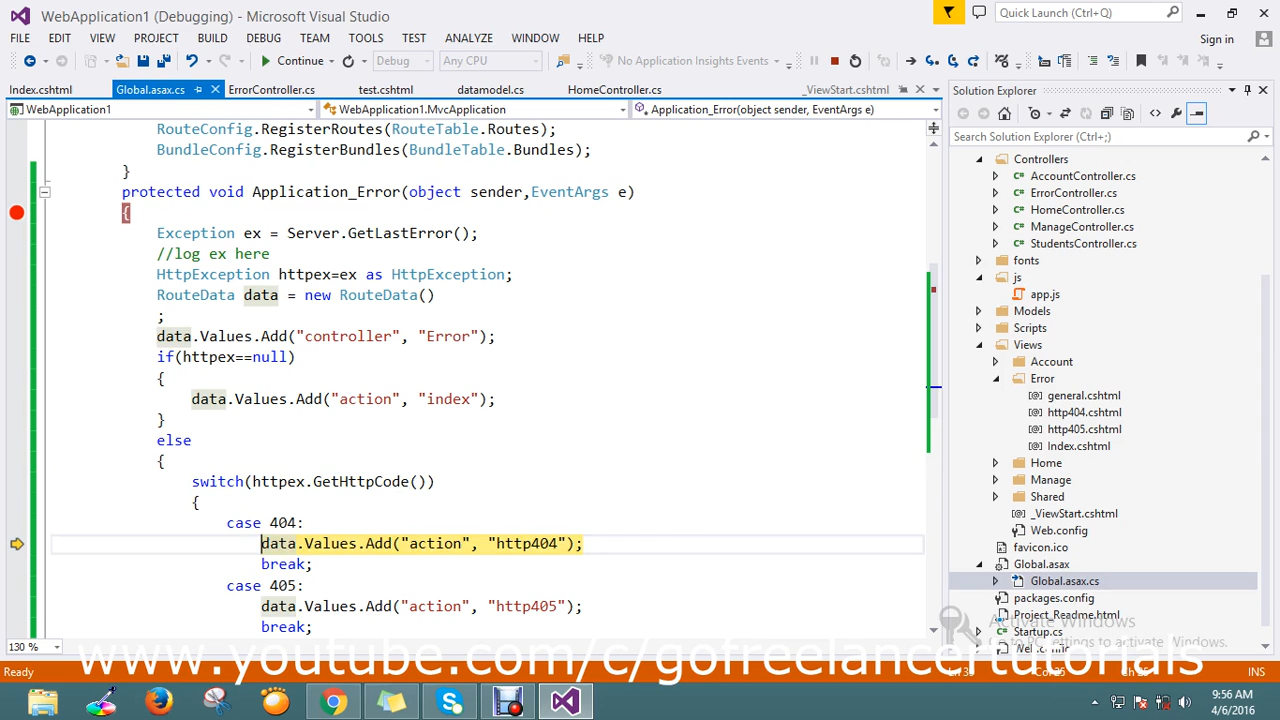 WebApplication1 (Debugging) - Microsoft Visual Studio
Quick Launch (Ctrl+Q)
FILE EDIT VIEW PROJECT BUILD DEBUG TEAM TOOLS TEST ANALYZE WINDOW HELP
Sign in
Continue
Debug
Any CPU
No Application Insights Events
Index.cshtml
Global.asax.cs
ErrorController.cs
test.cshtml
datamodel.cs
HomeController.cs
_ViewStart.cshtml
WebApplication1
WebApplication1.MvcApplication
Application_Error(object sender, EventArgs e)
RouteConfig.RegisterRoutes(RouteTable.Routes);
BundleConfig.RegisterBundles(BundleTable.Bundles);
}
protected void Application_Error(object sender,EventArgs e)
{
Exception ex = Server.GetLastError();
//log ex here
HttpException httpex=ex as HttpException;
RouteData data = new RouteData()
;
data.Values.Add("controller", "Error");
if(httpex==null)
{
data.Values.Add("action", "index");
}
else
{
switch(httpex.GetHttpCode())
{
case 404:
data.Values.Add("action", "http404");
break;
case 405:
data.Values.Add("action", "http405");
break;
130 %
Solution Explorer
Search Solution Explorer (Ctrl+;)
Controllers
C# AccountController.cs
C# ErrorController.cs
C# HomeController.cs
C# ManageController.cs
C# StudentsController.cs
fonts
js
app.js
Models
Scripts
Views
Account
Error
general.cshtml
http404.cshtml
http405.cshtml
Index.cshtml
Home
Manage
Shared
_ViewStart.cshtml
Web.config
favicon.ico
Global.asax
Global.asax.cs
packages.config
Project_Readme.html
Startup.cs
Activate Windows
Go to PC settings to activate Windows.
www.youtube.com/c/gofreelancertutorials
Ready
INS
9:56 AM
4/6/2016